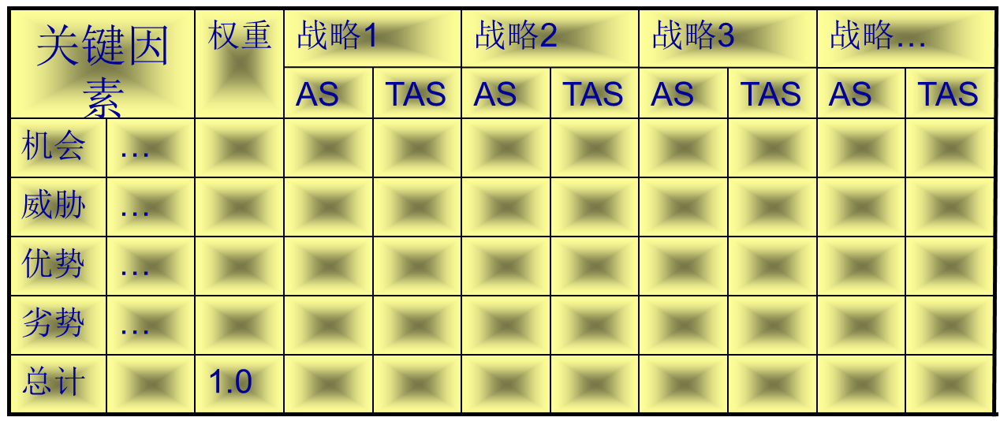 关键因素 权重 战略1 战略2 战略3 战略…
AS TAS AS TAS AS TAS AS TAS
机会 …
威胁 …
优势 …
劣势 …
总计 1.0